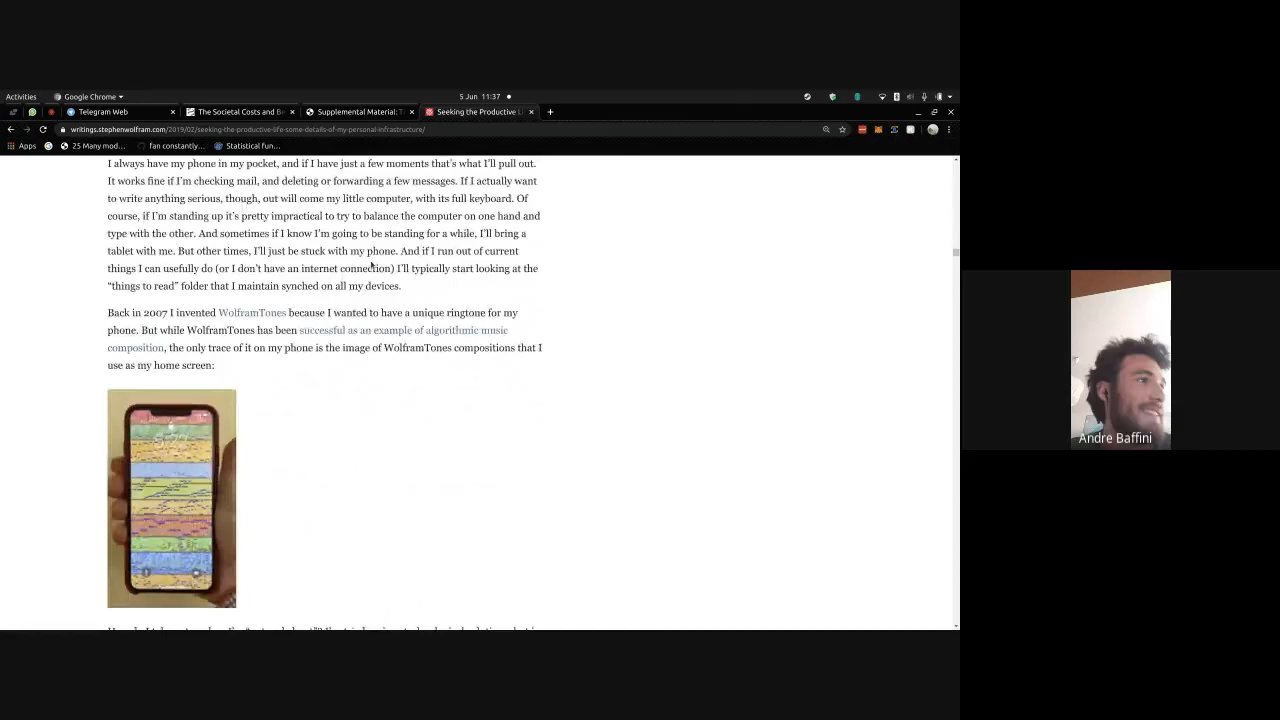 Activities
Google Chrome
5 Jun 11:37
Telegram Web
The Societal Costs and B
Supplemental Material: T
Seeking the Productive Li
writings.stephenwolfram.com/2019/02/seeking-the-productive-life-some-details-of-my-personal-infrastructure/
Apps
25 Many mod...
fan constantly...
Statistical fun...
I always have my phone in my pocket, and if I have just a few moments that's what I'll pull out.
It works fine if I'm checking mail, and deleting or forwarding a few messages. If I actually want
to write anything serious, though, out will come my little computer, with its full keyboard. Of
course, if I'm standing up it's pretty impractical to try to balance the computer on one hand and
type with the other. And sometimes if I know I'm going to be standing for a while, I'll bring a
tablet with me. But other times, I'll just be stuck with my phone. And if I run out of current
things I can usefully do (or I don't have an internet connection) I'll typically start looking at the
“things to read” folder that I maintain synched on all my devices.
Back in 2007 I invented WolframTones because I wanted to have a unique ringtone for my
phone. But while WolframTones has been successful as an example of algorithmic music
composition, the only trace of it on my phone is the image of WolframTones compositions that I
use as my home screen:
Andre Baffini